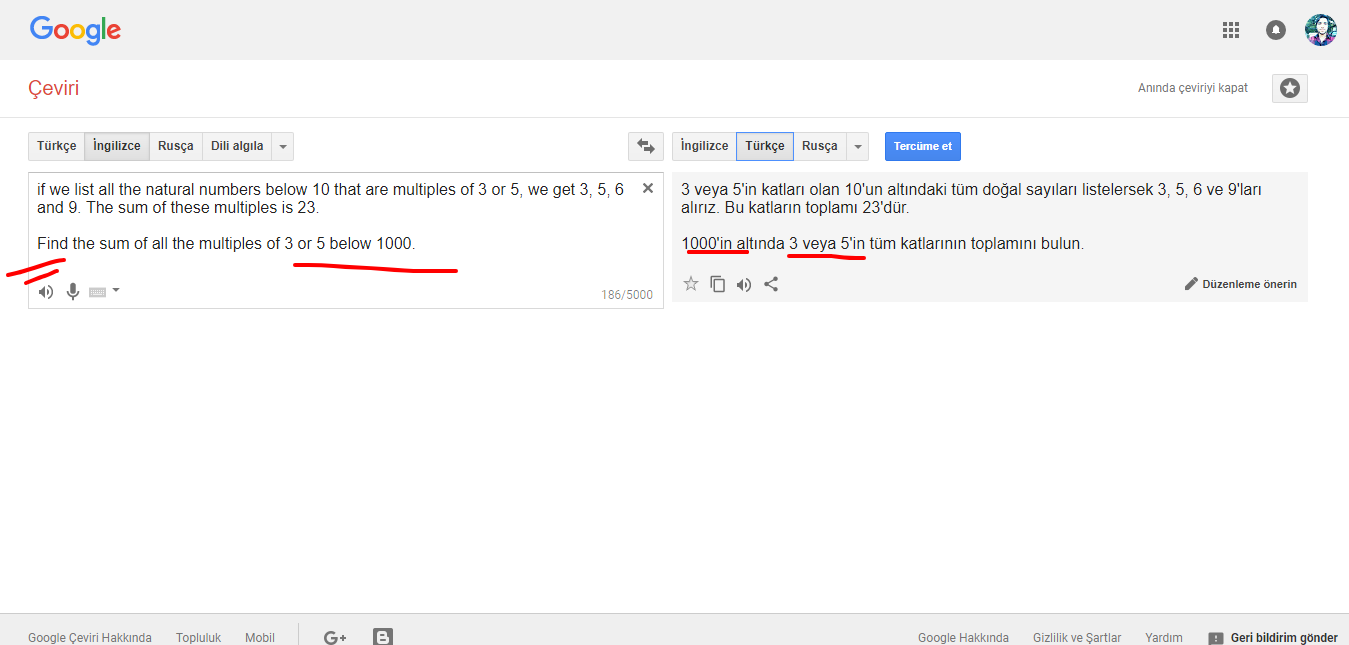 Google
Çeviri
Anında çeviriyi kapat
Türkçe İngilizce Rusça Dili algıla
İngilizce Türkçe Rusça Tercüme et
if we list all the natural numbers below 10 that are multiples of 3 or 5, we get 3, 5, 6
and 9. The sum of these multiples is 23.
Find the sum of all the multiples of 3 or 5 below 1000.
186/5000
3 veya 5'in katları olan 10'un altındaki tüm doğal sayıları listelersek 3, 5, 6 ve 9'ları
alırız. Bu katların toplamı 23'dür.
1000'in altında 3 veya 5'in tüm katlarının toplamını bulun.
Düzenleme önerin
Google Çeviri Hakkında Topluluk Mobil G+ B Google Hakkında Gizlilik ve Şartlar Yardım Geri bildirim gönder